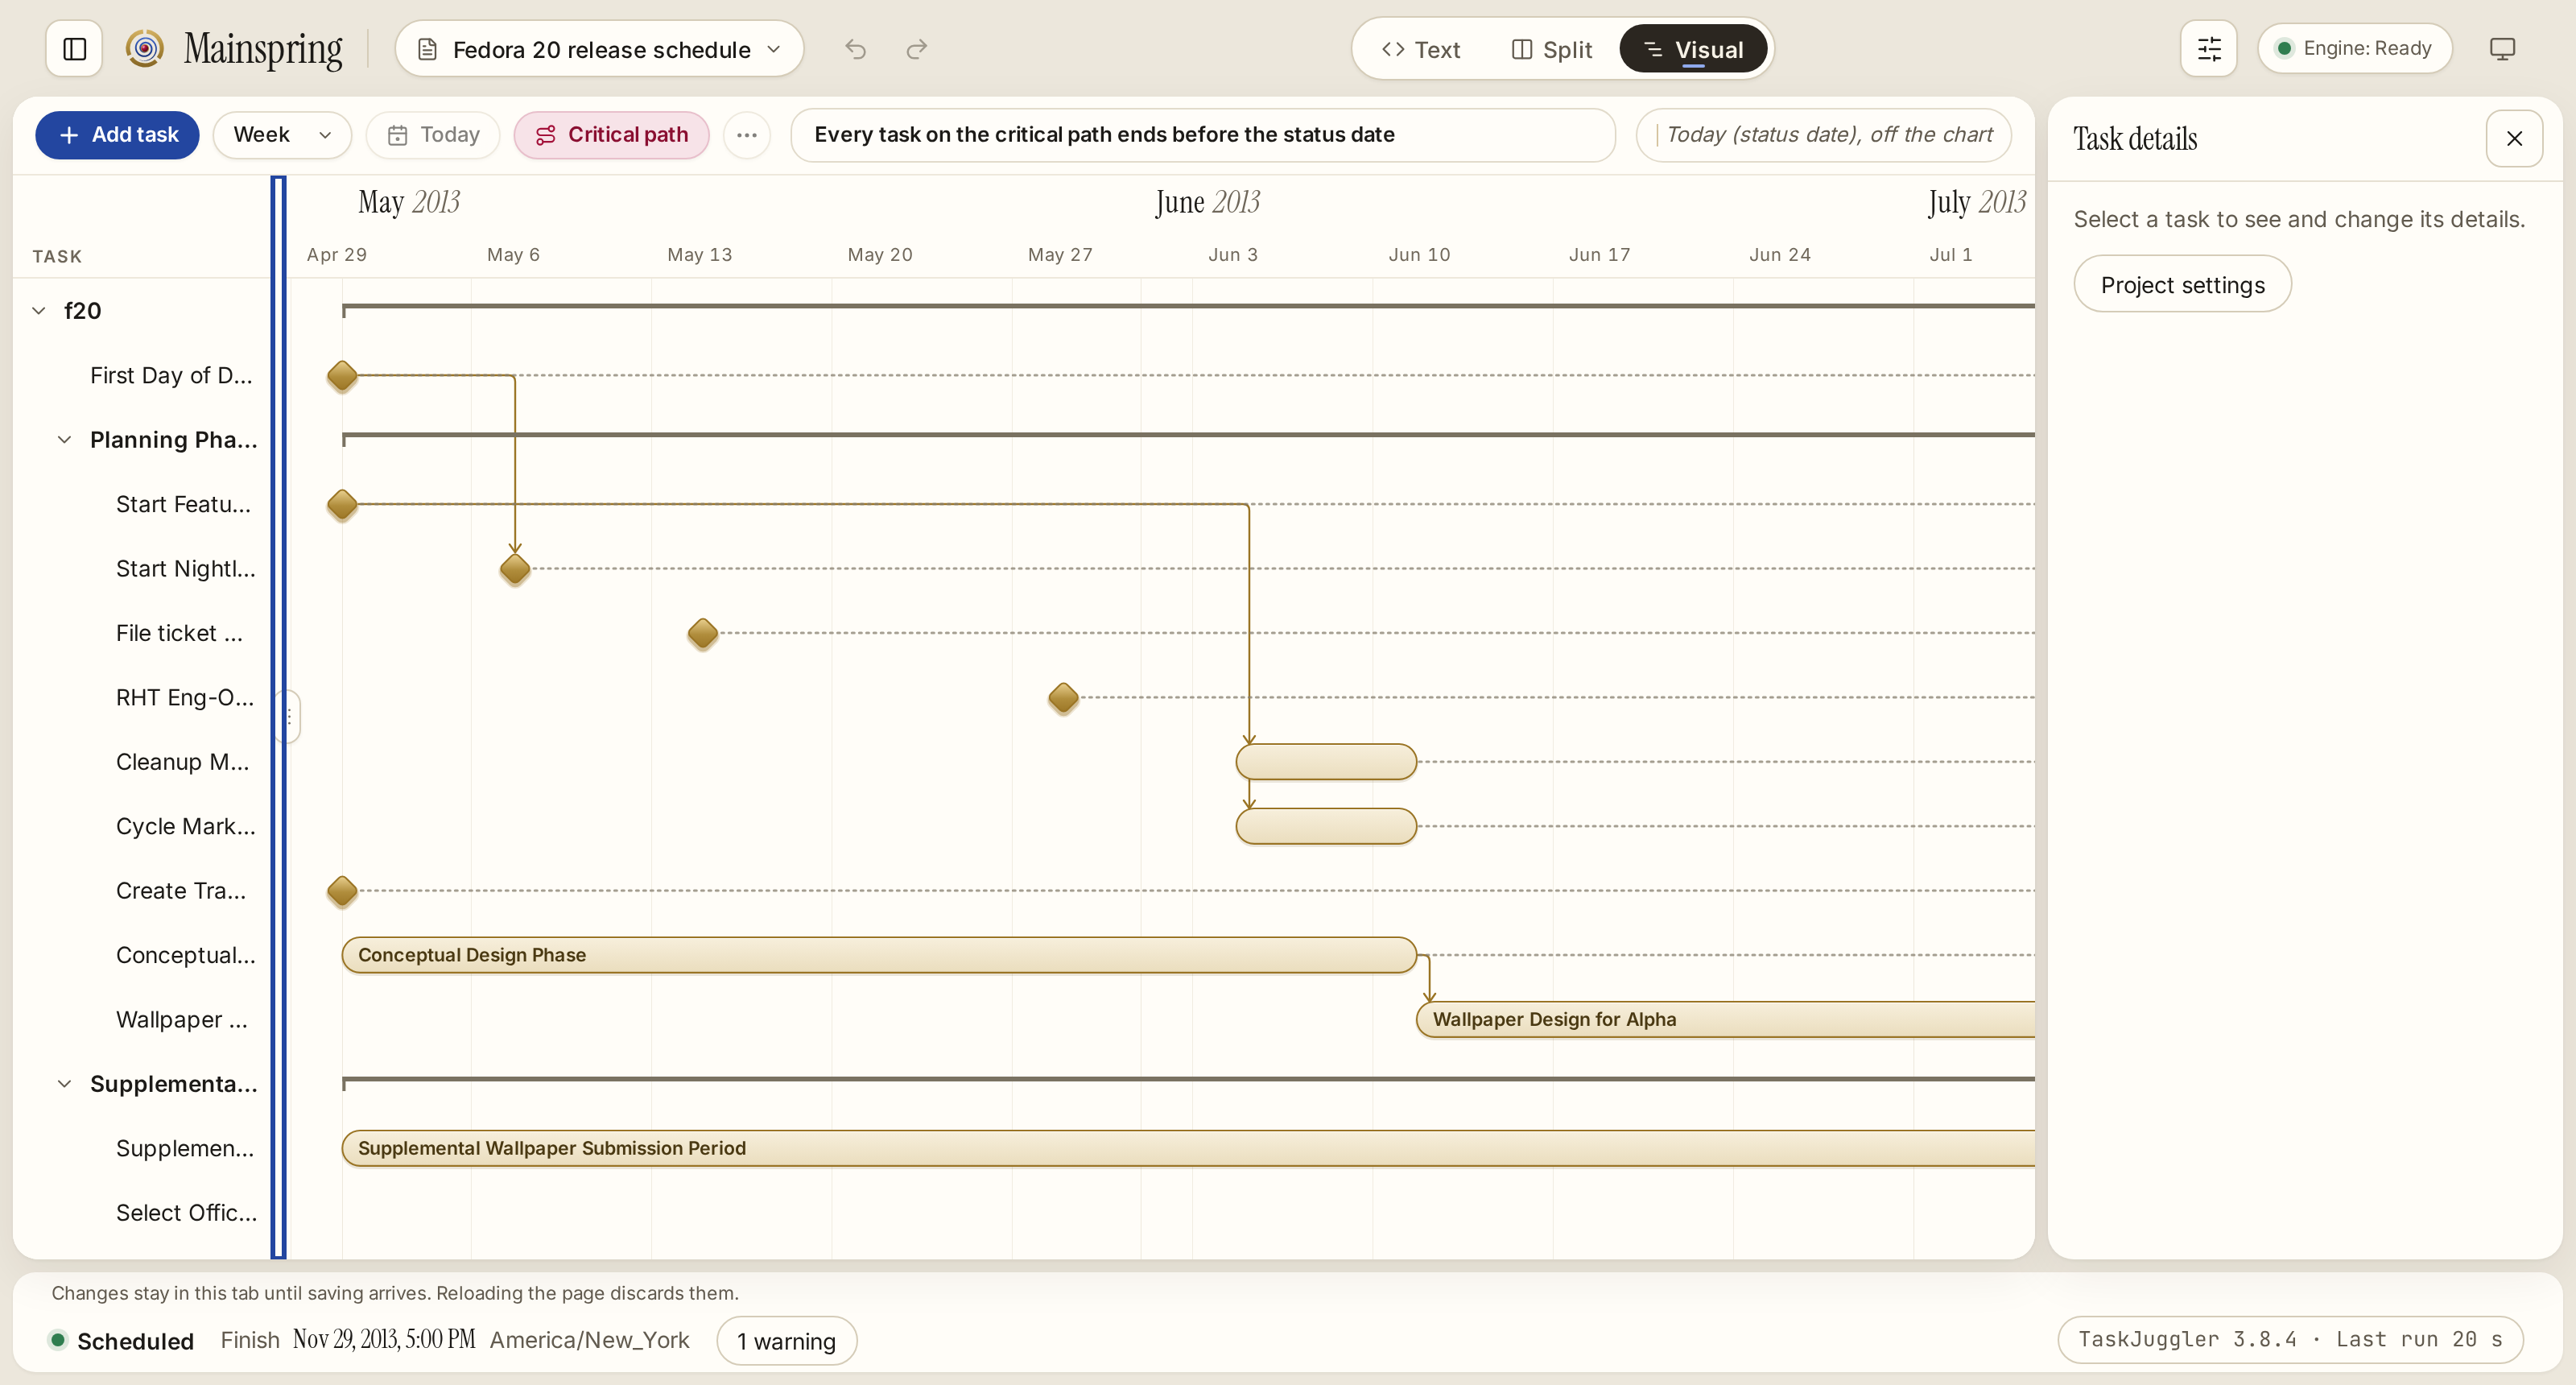 Mainspring
Fedora 20 release schedule
Text
Split
Visual
Engine: Ready
Add task
Week
Today
Critical path
Every task on the critical path ends before the status date
Today (status date), off the chart
Task details
Select a task to see and change its details.
Project settings
May 2013
June 2013
July 2013
TASK
Apr 29
May 6
May 13
May 20
May 27
Jun 3
Jun 10
Jun 17
Jun 24
Jul 1
f20
First Day of D...
Planning Pha...
Start Featu...
Start Nightl...
File ticket ...
RHT Eng-O...
Cleanup M...
Cycle Mark...
Create Tra...
Conceptual...
Conceptual Design Phase
Wallpaper ...
Wallpaper Design for Alpha
Supplementa...
Supplemen...
Supplemental Wallpaper Submission Period
Select Offic...
Changes stay in this tab until saving arrives. Reloading the page discards them.
Scheduled
Finish Nov 29, 2013, 5:00 PM America/New_York
1 warning
TaskJuggler 3.8.4 · Last run 20 s